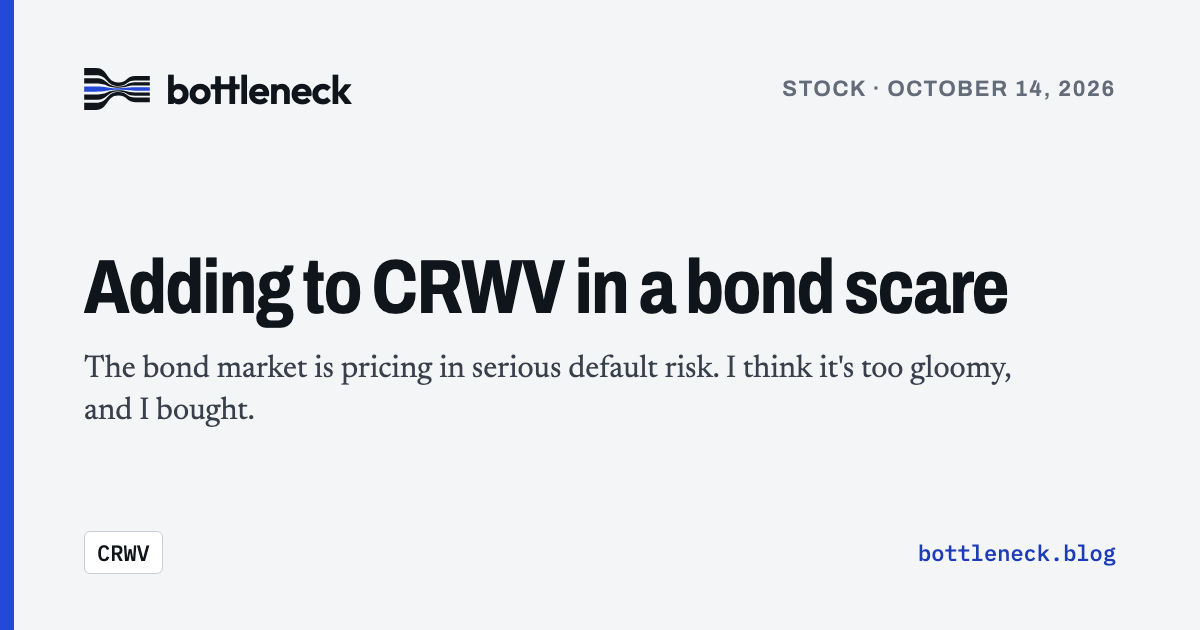 bottleneck
STOCK · OCTOBER 14, 2026
Adding to CRWV in a bond scare
The bond market is pricing in serious default risk. I think it's too gloomy,
and I bought.
CRWV
bottleneck.blog